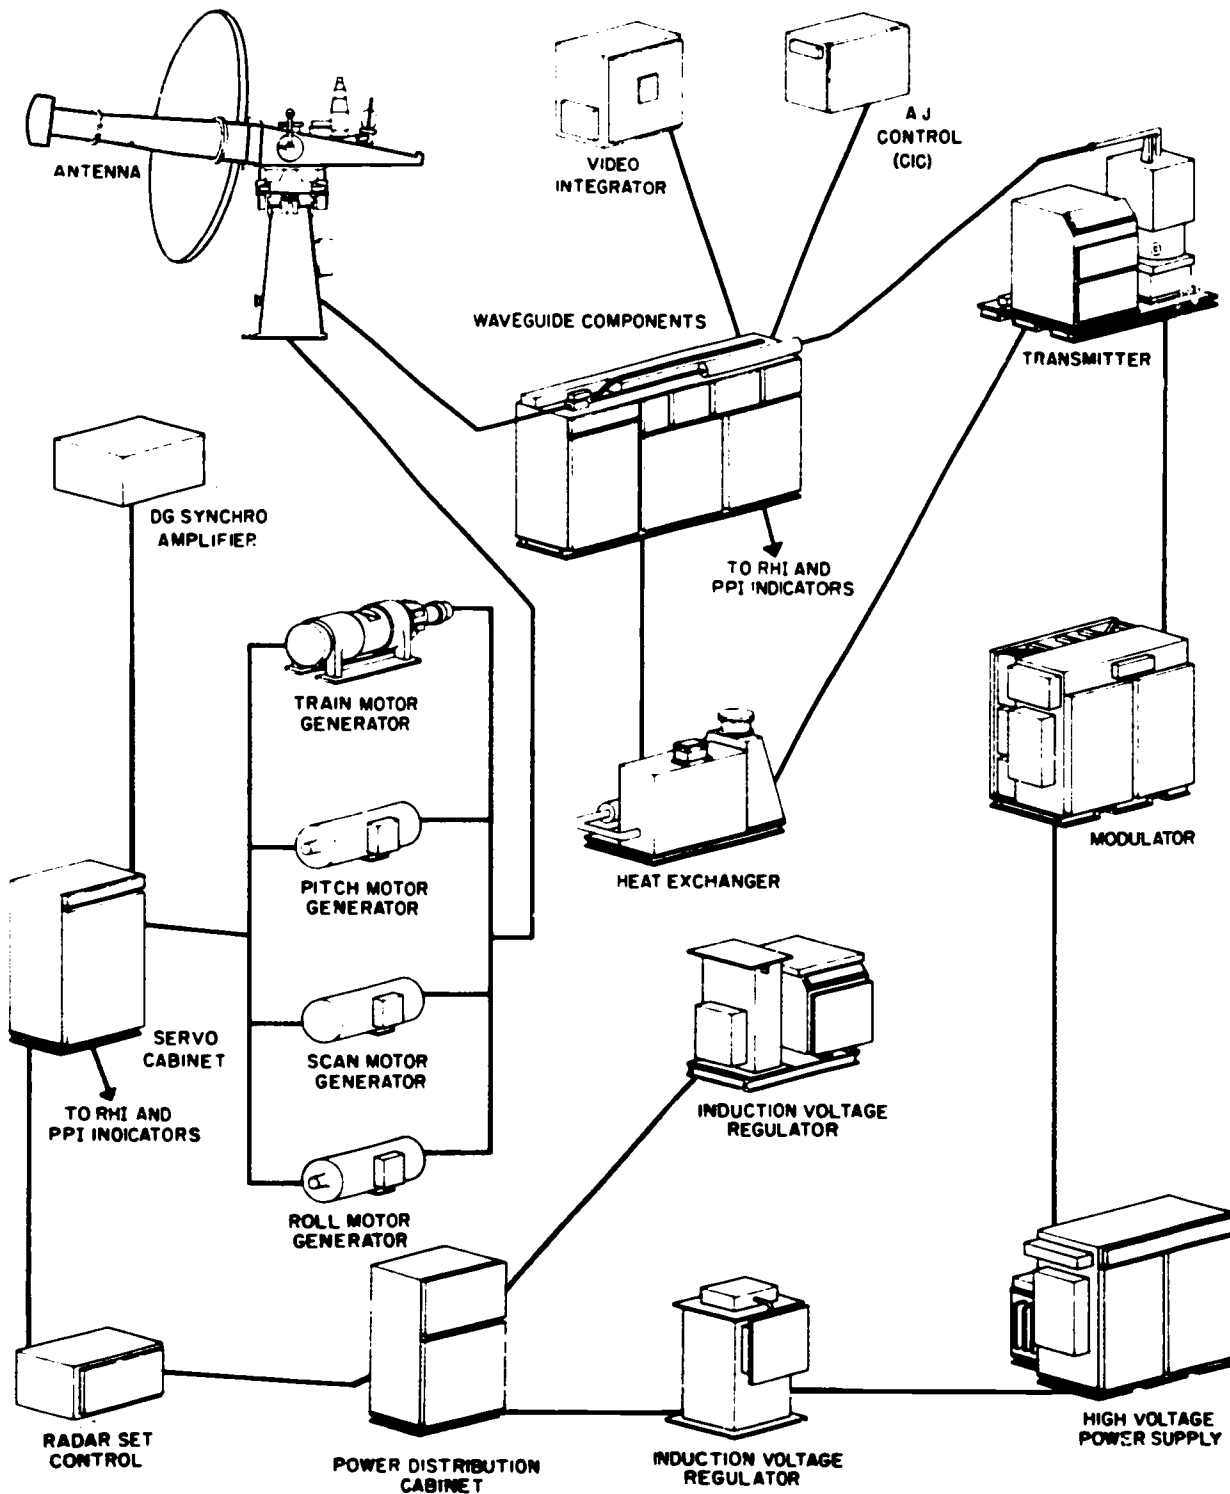 ANTENNA
VIDEO
INTEGRATOR
A J
CONTROL
(CIC)
WAVEGUIDE COMPONENTS
TRANSMITTER
DG SYNCHRO
AMPLIFIER
TO RHI AND
PPI INDICATORS
TRAIN MOTOR
GENERATOR
MODULATOR
PITCH MOTOR
GENERATOR
HEAT EXCHANGER
SERVO
CABINET
SCAN MOTOR
GENERATOR
TO RHI AND
PPI INDICATORS
INDUCTION VOLTAGE
REGULATOR
ROLL MOTOR
GENERATOR
RADAR SET
CONTROL
POWER DISTRIBUTION
CABINET
INDUCTION VOLTAGE
REGULATOR
HIGH VOLTAGE
POWER SUPPLY